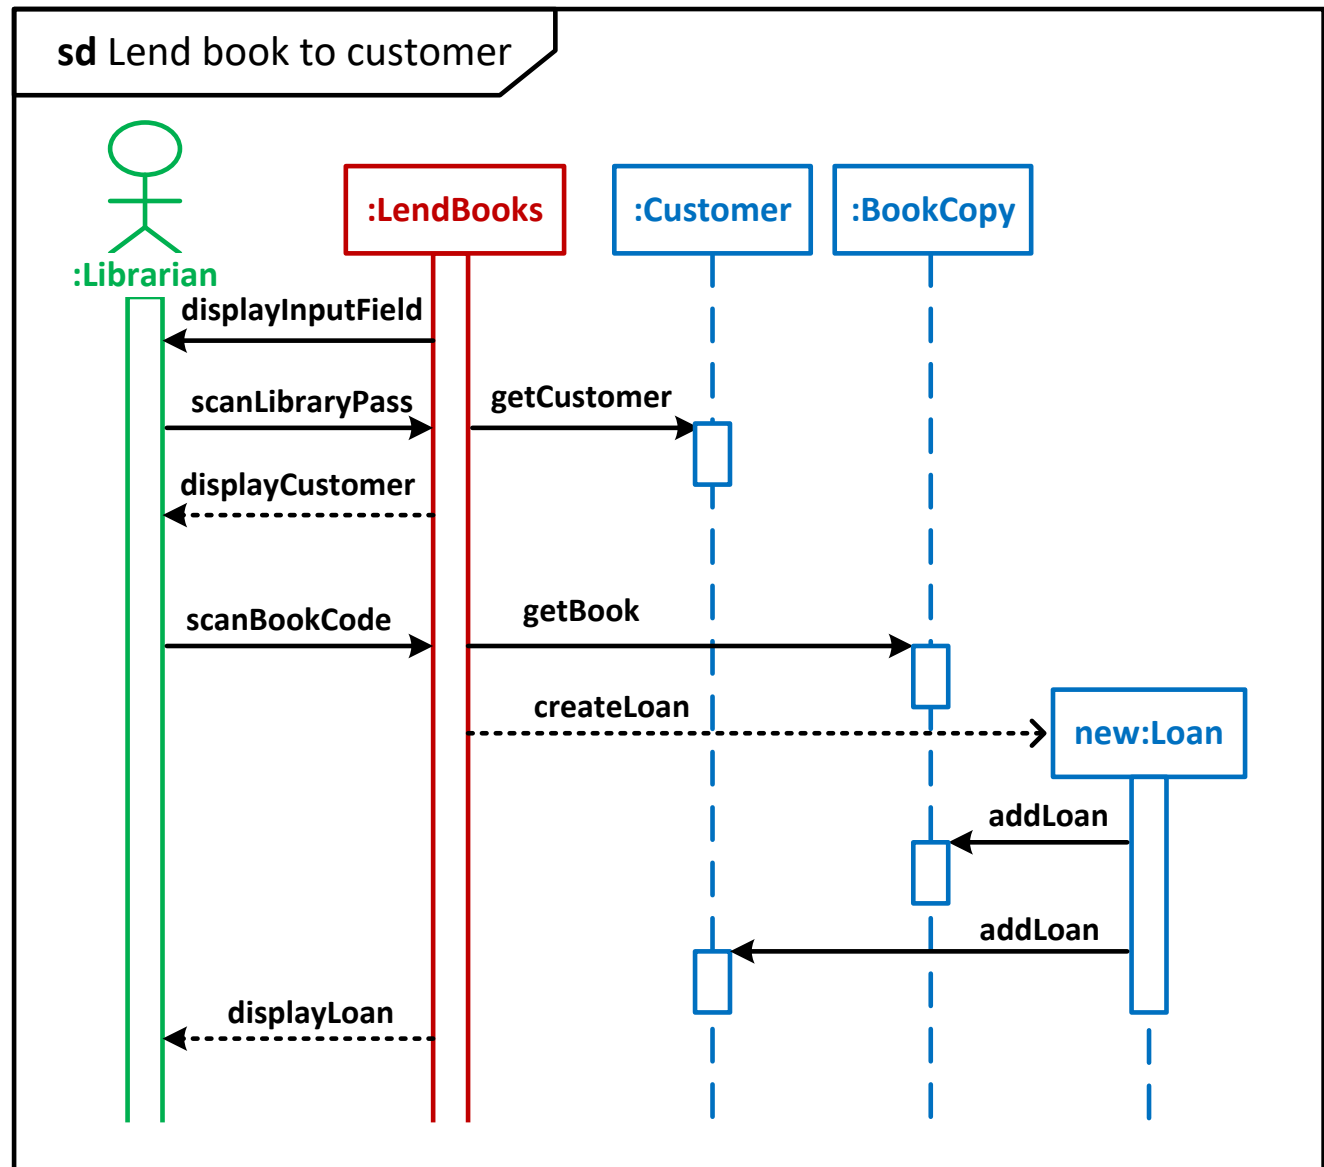 sd Lend book to customer
:LendBooks
:Customer
:BookCopy
:Librarian
displayInputField
scanLibraryPass
getCustomer
displayCustomer
scanBookCode
getBook
createLoan
new:Loan
addLoan
addLoan
displayLoan